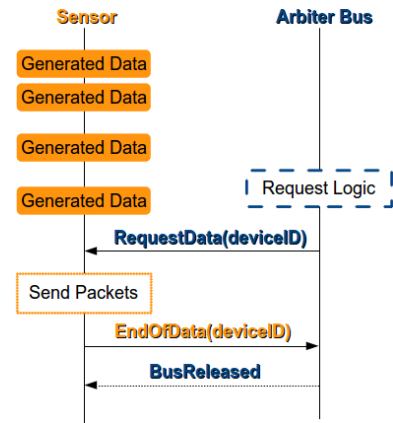 Sensor
Arbiter Bus
Generated Data
Generated Data
Generated Data
Request Logic
Generated Data
RequestData(deviceID)
Send Packets
EndOfData(deviceID)
BusReleased